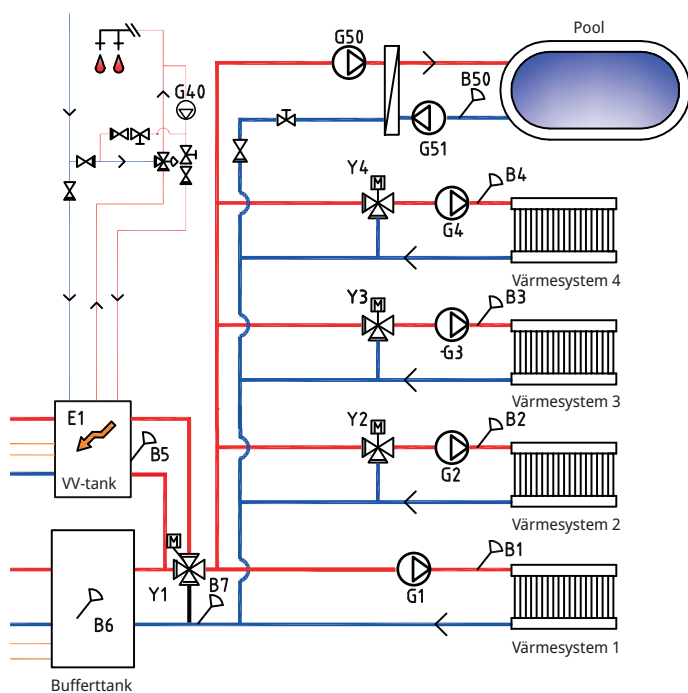 Pool
G50
G40
B50
G51
Y4
M
B4
G4
Värmesystem 4
Y3
M
B3
G3
Värmesystem 3
Y2
M
B2
G2
Värmesystem 2
E1
B5
VV-tank
M
Y1
B7
B1
G1
B6
Värmesystem 1
Bufferttank